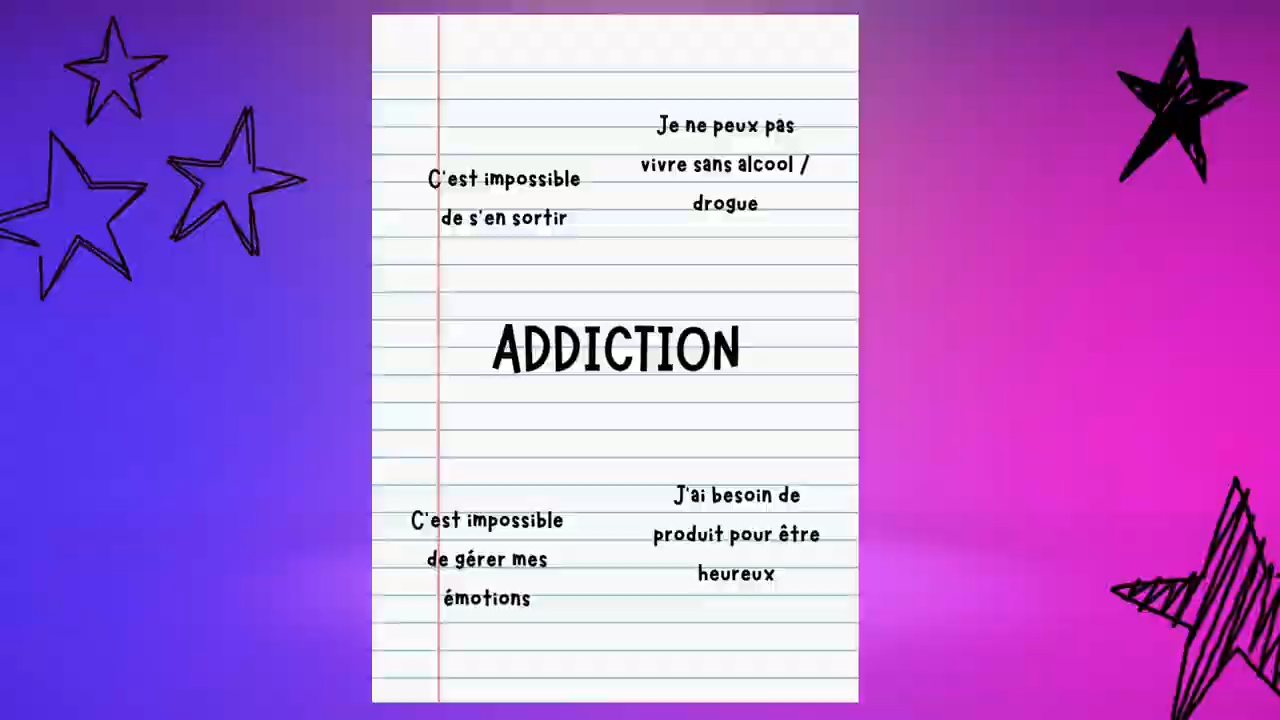 C'est impossible
de s'en sortir
Je ne peux pas
vivre sans alcool /
drogue
ADDICTION
C'est impossible
de gérer mes
émotions
J'ai besoin de
produit pour être
heureux